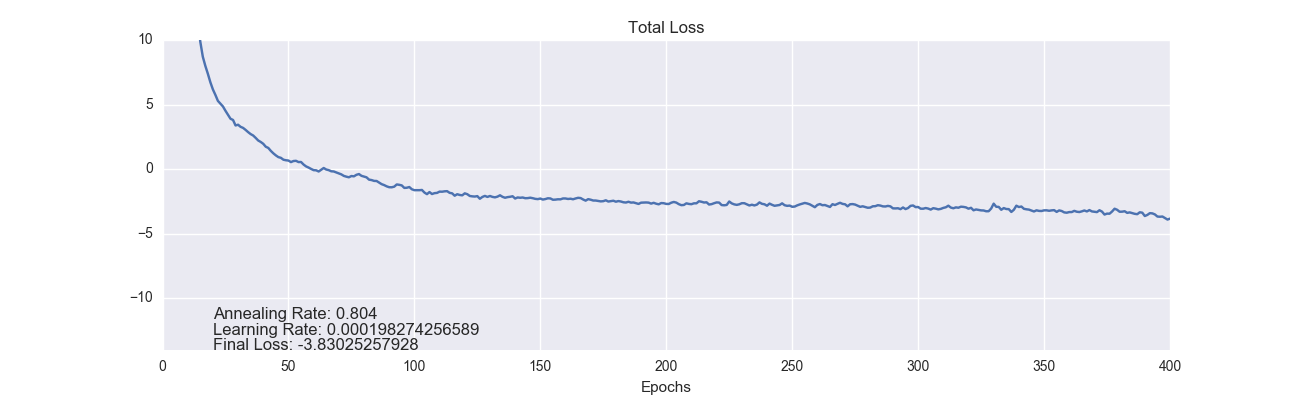 Total Loss
10
5
0
−5
−10
Annealing Rate: 0.804
Learning Rate: 0.000198274256589
Final Loss: -3.83025257928
0 50 100 150 200 250 300 350 400
Epochs